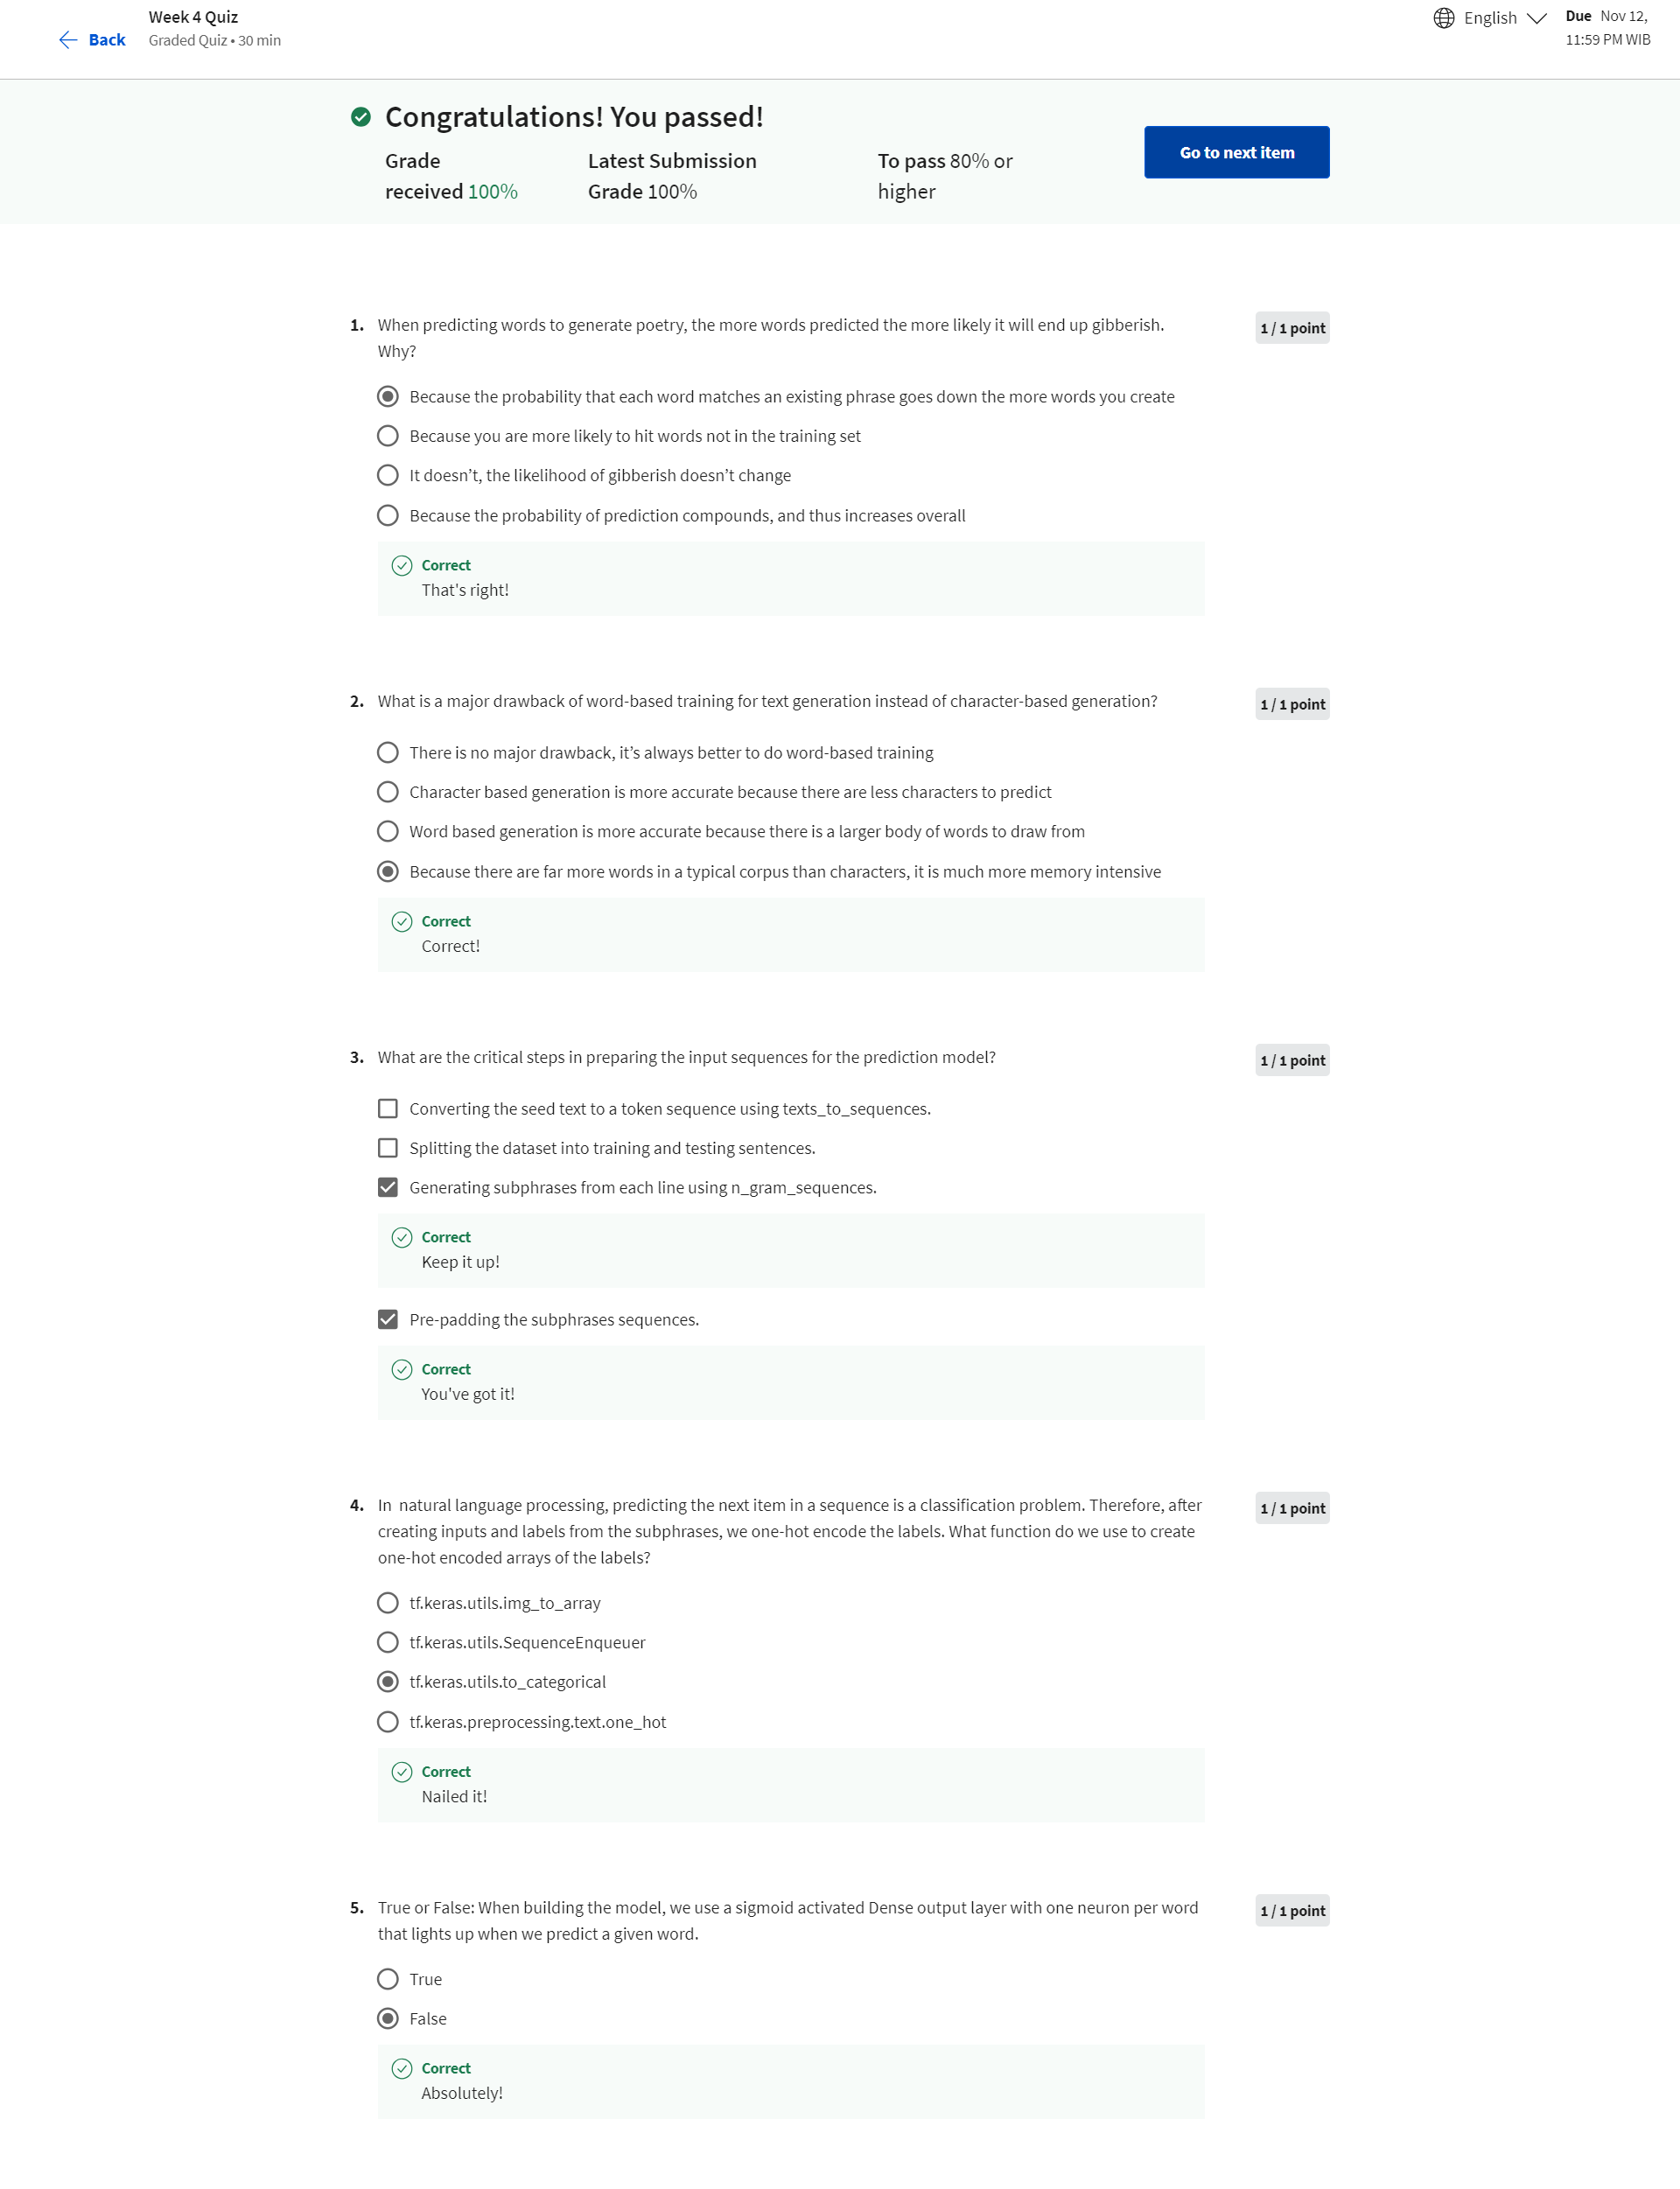 Week 4 Quiz
Back
Graded Quiz • 30 min
English
Due Nov 12,
11:59 PM WIB
Congratulations! You passed!
Grade
received 100%
Latest Submission
Grade 100%
To pass 80% or
higher
Go to next item
1. When predicting words to generate poetry, the more words predicted the more likely it will end up gibberish.
Why?
1 / 1 point
Because the probability that each word matches an existing phrase goes down the more words you create
Because you are more likely to hit words not in the training set
It doesn’t, the likelihood of gibberish doesn’t change
Because the probability of prediction compounds, and thus increases overall
Correct
That's right!
2. What is a major drawback of word-based training for text generation instead of character-based generation?
1 / 1 point
There is no major drawback, it’s always better to do word-based training
Character based generation is more accurate because there are less characters to predict
Word based generation is more accurate because there is a larger body of words to draw from
Because there are far more words in a typical corpus than characters, it is much more memory intensive
Correct
Correct!
3. What are the critical steps in preparing the input sequences for the prediction model?
1 / 1 point
Converting the seed text to a token sequence using texts_to_sequences.
Splitting the dataset into training and testing sentences.
Generating subphrases from each line using n_gram_sequences.
Correct
Keep it up!
Pre-padding the subphrases sequences.
Correct
You've got it!
4. In natural language processing, predicting the next item in a sequence is a classification problem. Therefore, after
creating inputs and labels from the subphrases, we one-hot encode the labels. What function do we use to create
one-hot encoded arrays of the labels?
1 / 1 point
tf.keras.utils.img_to_array
tf.keras.utils.SequenceEnqueuer
tf.keras.utils.to_categorical
tf.keras.preprocessing.text.one_hot
Correct
Nailed it!
5. True or False: When building the model, we use a sigmoid activated Dense output layer with one neuron per word
that lights up when we predict a given word.
1 / 1 point
True
False
Correct
Absolutely!